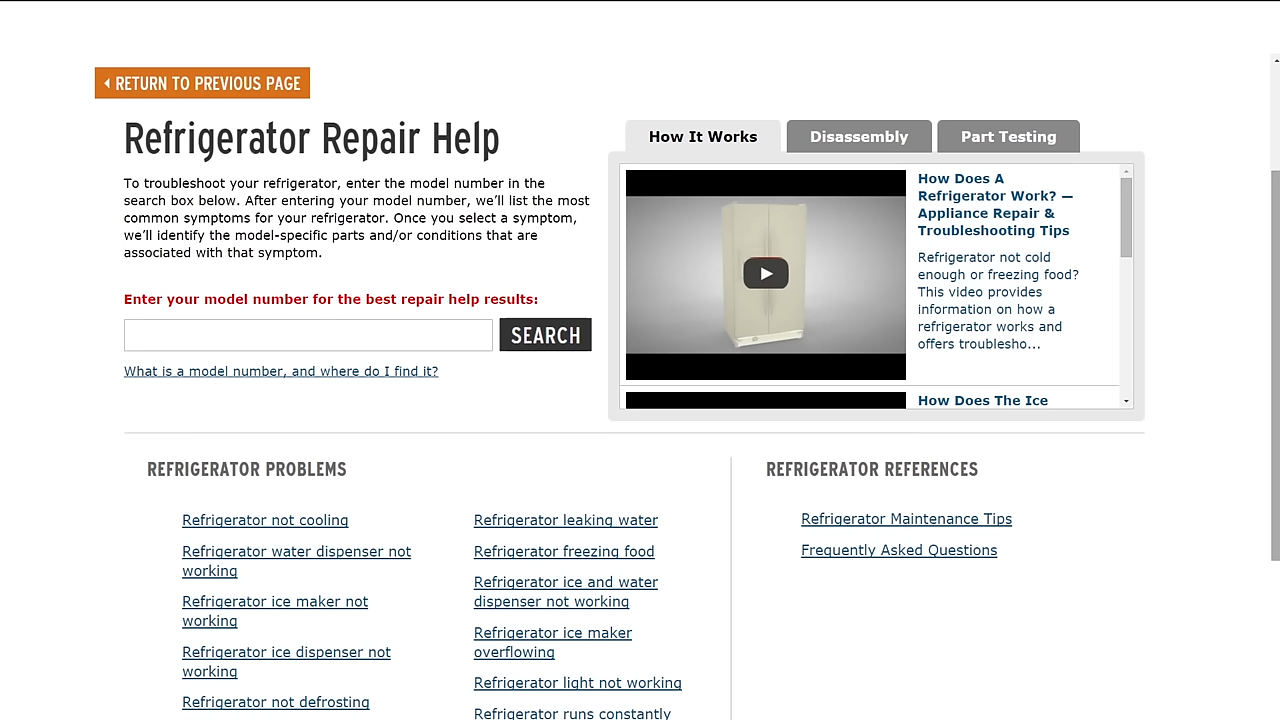 RETURN TO PREVIOUS PAGE
Refrigerator Repair Help
To troubleshoot your refrigerator, enter the model number in the
search box below. After entering your model number, we'll list the most
common symptoms for your refrigerator. Once you select a symptom,
we'll identify the model-specific parts and/or conditions that are
associated with that symptom.
Enter your model number for the best repair help results:
SEARCH
What is a model number, and where do I find it?
How It Works
Disassembly
Part Testing
How Does A
Refrigerator Work? —
Appliance Repair &
Troubleshooting Tips
Refrigerator not cold
enough or freezing food?
This video provides
information on how a
refrigerator works and
offers troublesho...
How Does The Ice
REFRIGERATOR PROBLEMS
Refrigerator not cooling
Refrigerator water dispenser not
working
Refrigerator ice maker not
working
Refrigerator ice dispenser not
working
Refrigerator not defrosting
Refrigerator leaking water
Refrigerator freezing food
Refrigerator ice and water
dispenser not working
Refrigerator ice maker
overflowing
Refrigerator light not working
Refrigerator runs constantly
REFRIGERATOR REFERENCES
Refrigerator Maintenance Tips
Frequently Asked Questions